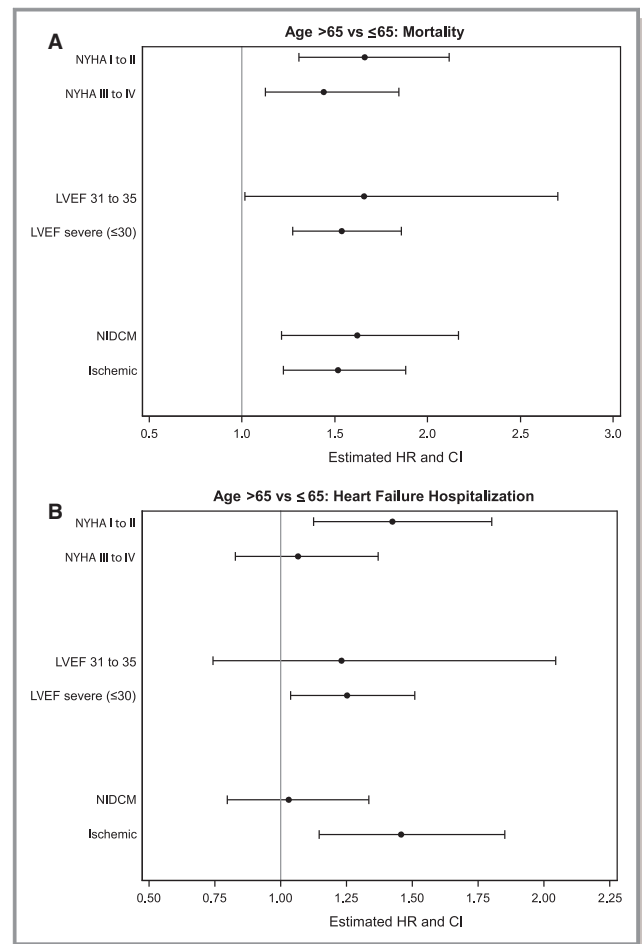 A
Age >65 vs ≤65: Mortality
NYHA I to II
NYHA III to IV
LVEF 31 to 35
LVEF severe (≤30)
NIDCM
Ischemic
0.5 1.0 1.5 2.0 2.5 3.0
Estimated HR and CI
B
Age >65 vs ≤ 65: Heart Failure Hospitalization
NYHA I to II
NYHA III to IV
LVEF 31 to 35
LVEF severe (≤30)
NIDCM
Ischemic
0.50 0.75 1.00 1.25 1.50 1.75 2.00 2.25
Estimated HR and CI